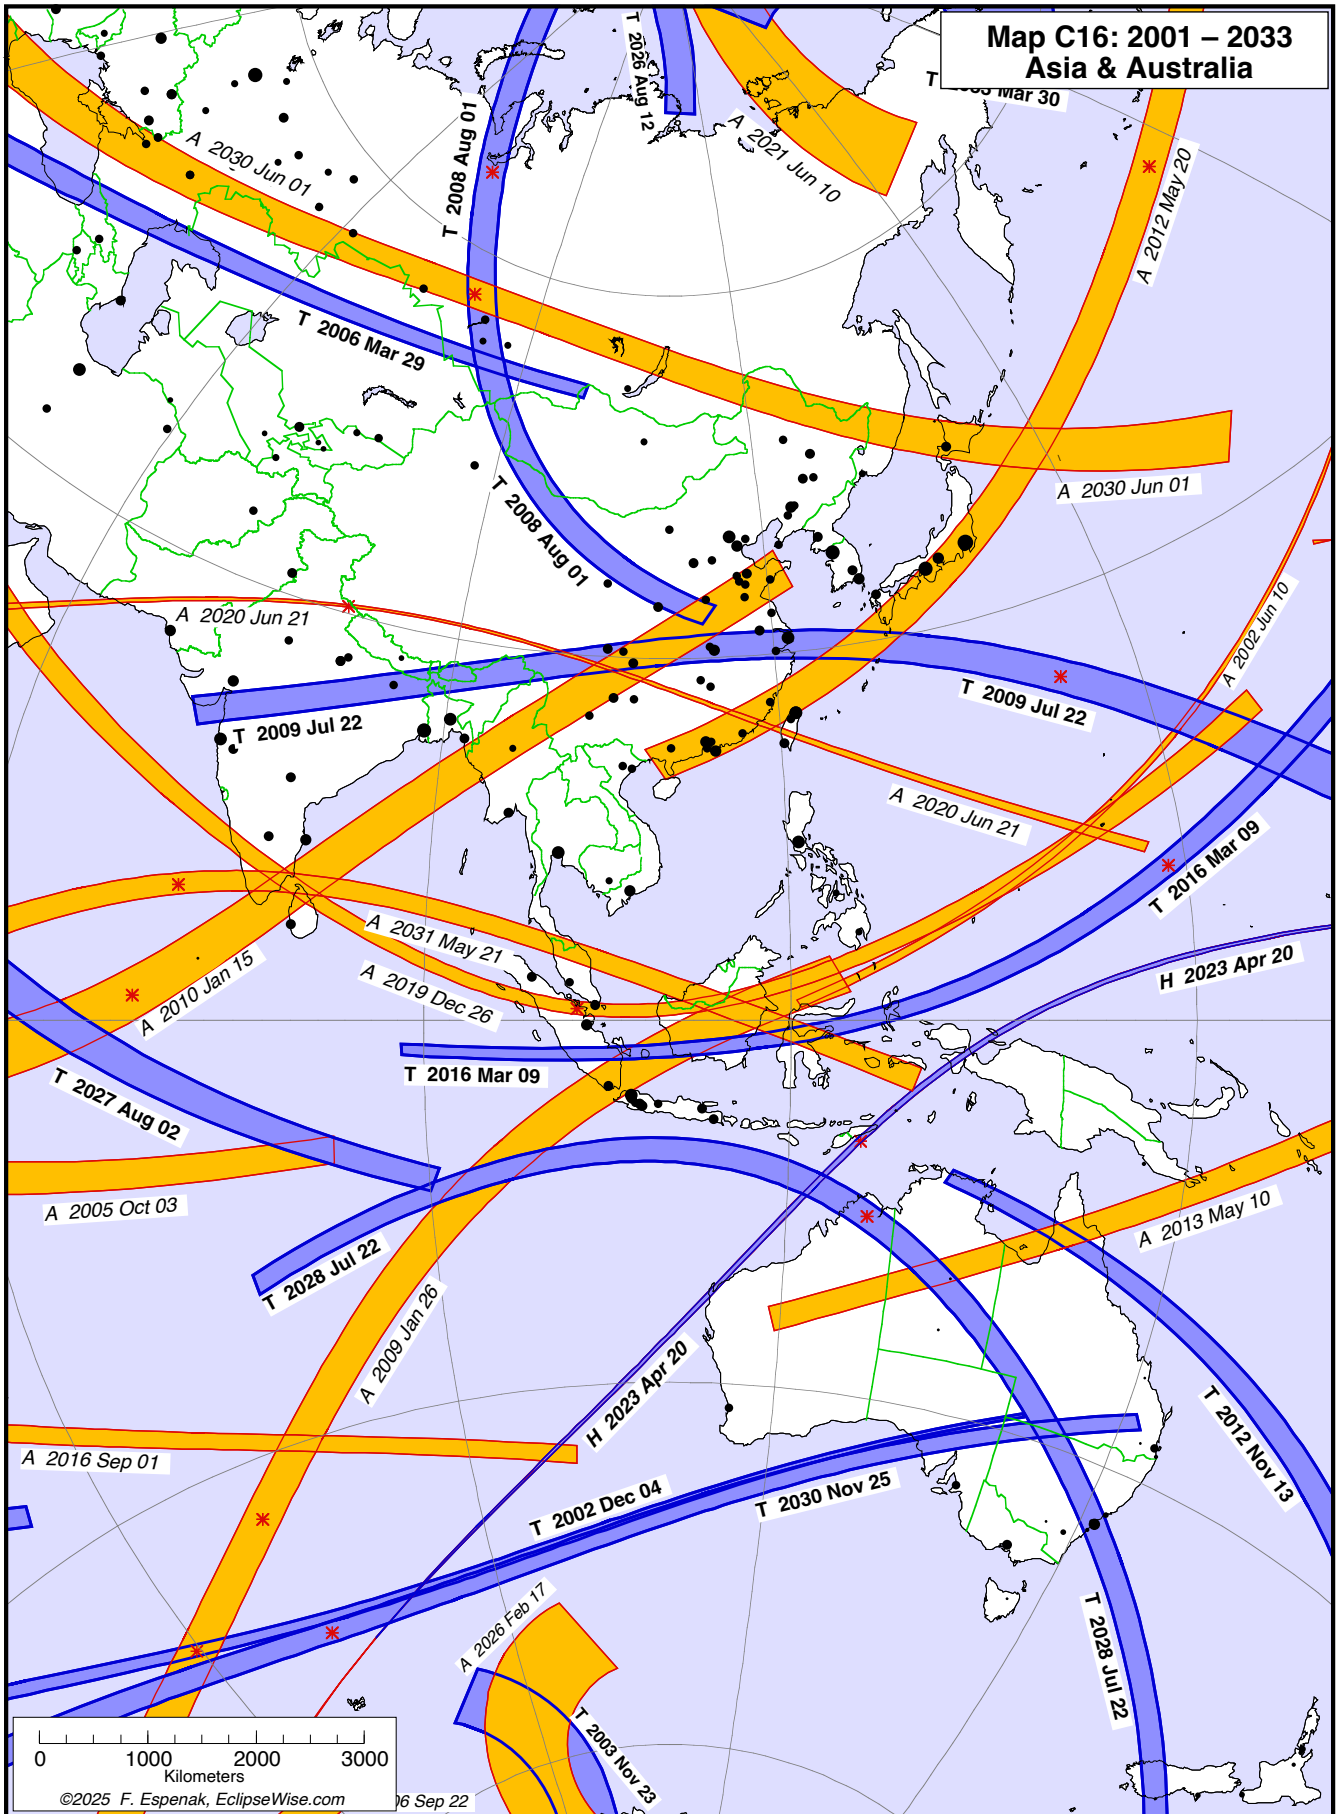 Map C16: 2001 – 2033
Asia & Australia
T 2026 Aug 12
Mar 30
T 2008 Aug 01
A 2021 Jun 10
A 2030 Jun 01
A 2012 May 20
T 2006 Mar 29
T 2008 Aug 01
A 2030 Jun 01
A 2020 Jun 21
A 2002 Jun 10
T 2009 Jul 22
T 2009 Jul 22
A 2020 Jun 21
T 2016 Mar 09
A 2031 May 21
A 2010 Jan 15
A 2019 Dec 26
H 2023 Apr 20
T 2016 Mar 09
T 2027 Aug 02
A 2005 Oct 03
A 2013 May 10
T 2028 Jul 22
A 2009 Jan 26
H 2023 Apr 20
A 2016 Sep 01
T 2012 Nov 13
T 2002 Dec 04
T 2030 Nov 25
A 2026 Feb 17
T 2028 Jul 22
T 2003 Nov 23
0 1000 2000 3000
Kilometers
©2025 F. Espenak, EclipseWise.com
Sep 22